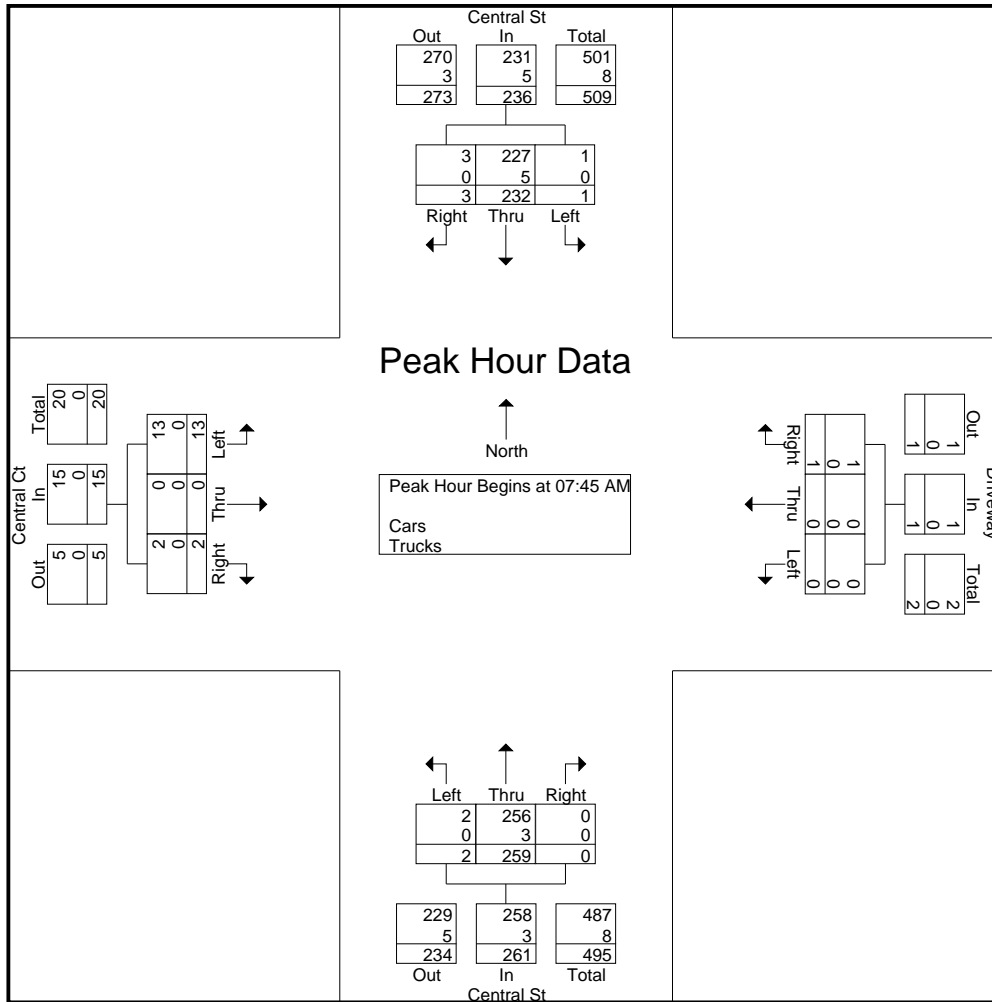 Central St
Out In Total
270 231 501
3 5 8
273 236 509
3 227 1
0 5 0
3 232 1
Right Thru Left
Peak Hour Data
North
Peak Hour Begins at 07:45 AM
Cars
Trucks
Central Ct
Total In Out
20 15 5
0 0 0
20 15 5
13 0 2
0 0 0
13 0 2
Left Thru Right
Driveway
Out In Total
1 1 2
0 0 0
1 1 2
1 0 0
0 0 0
1 0 0
Right Thru Left
Left Thru Right
2 256 0
0 3 0
2 259 0
229 258 487
5 3 8
234 261 495
Out In Total
Central St